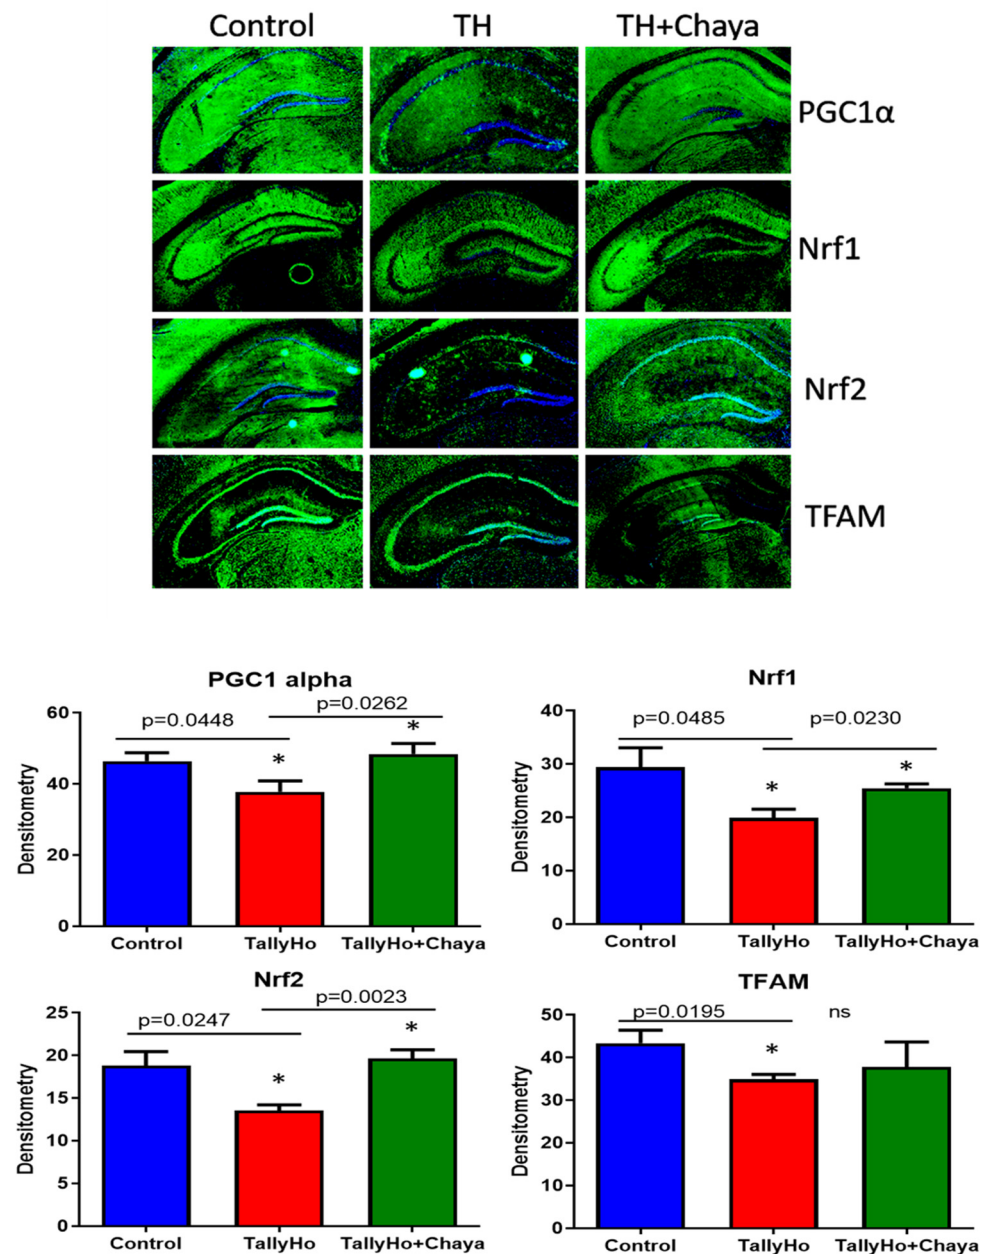 Control TH TH+Chaya
PGC1α
Nrf1
Nrf2
TFAM
PGC1 alpha
p=0.0448
p=0.0262
*
*
60
40
20
0
Densitometry
Control TallyHo TallyHo+Chaya
Nrf1
p=0.0485
p=0.0230
*
*
40
30
20
10
0
Densitometry
Control TallyHo TallyHo+Chaya
Nrf2
p=0.0247
p=0.0023
*
*
25
20
15
10
5
0
Densitometry
Control TallyHo TallyHo+Chaya
TFAM
p=0.0195
ns
*
50
40
30
20
10
0
Densitometry
Control TallyHo TallyHo+Chaya